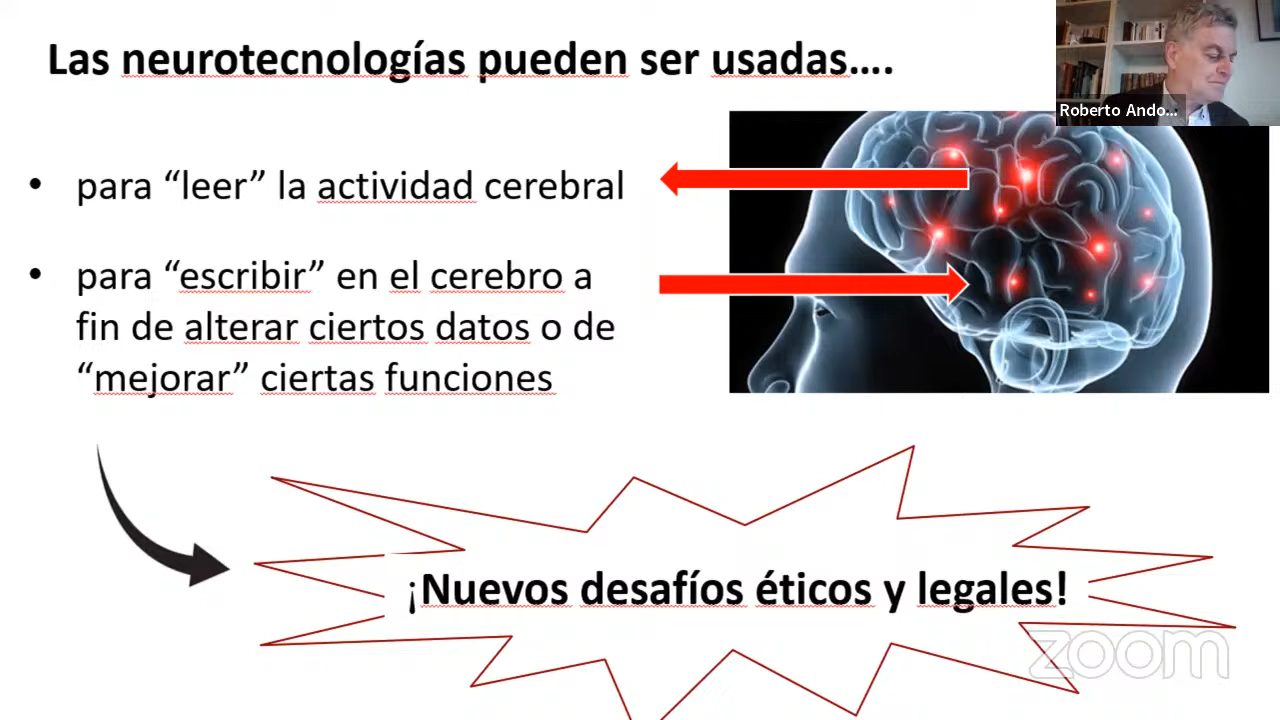 Las neurotecnologías pueden ser usadas....
Roberto Ando...
• para “leer” la actividad cerebral
• para “escribir” en el cerebro a
fin de alterar ciertos datos o de
“mejorar” ciertas funciones
¡Nuevos desafíos éticos y legales!
zoom